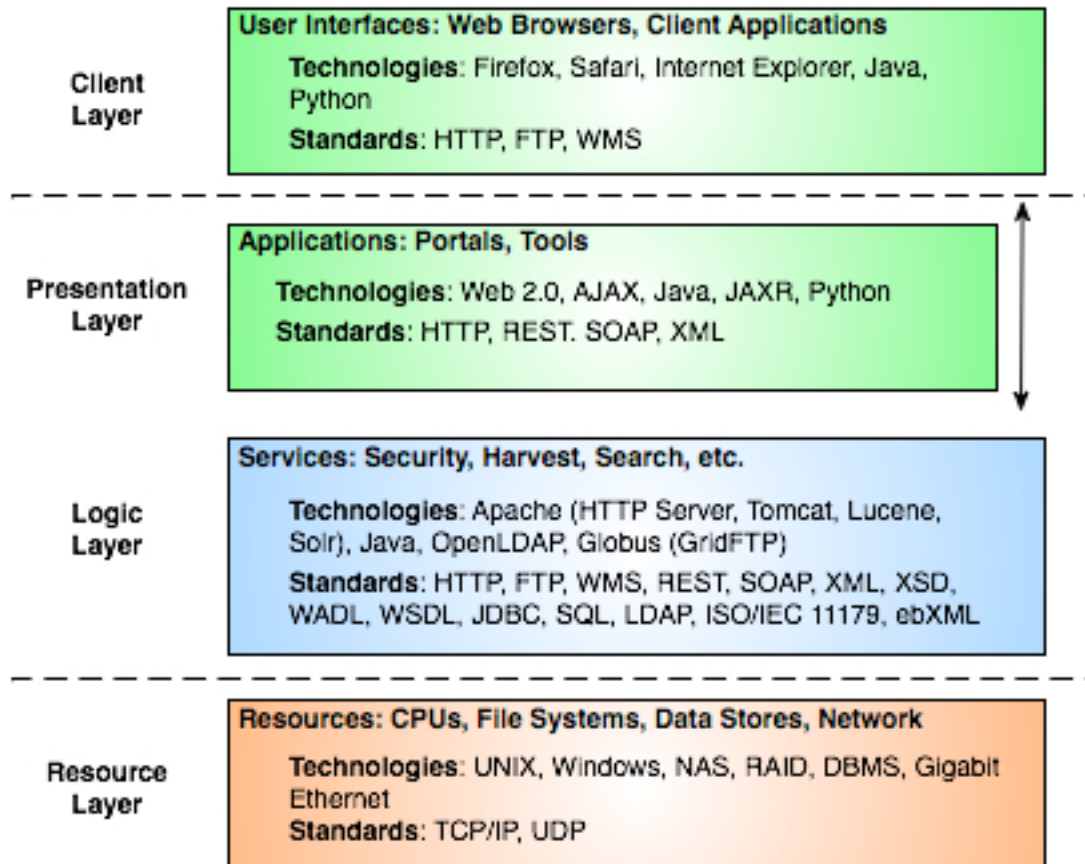 User Interfaces: Web Browsers, Client Applications
Client
Layer
Technologies: Firefox, Safari, Internet Explorer, Java,
Python
Standards: HTTP, FTP, WMS
Presentation
Layer
Applications: Portals, Tools
Technologies: Web 2.0, AJAX, Java, JAXR, Python
Standards: HTTP, REST. SOAP, XML
Logic
Layer
Services: Security, Harvest, Search, etc.
Technologies: Apache (HTTP Server, Tomcat, Lucene,
Solr), Java, OpenLDAP, Globus (GridFTP)
Standards: HTTP, FTP, WMS, REST, SOAP, XML, XSD,
WADL, WSDL, JDBC, SQL, LDAP, ISO/IEC 11179, ebXML
Resource
Layer
Resources: CPUs, File Systems, Data Stores, Network
Technologies: UNIX, Windows, NAS, RAID, DBMS, Gigabit
Ethernet
Standards: TCP/IP, UDP